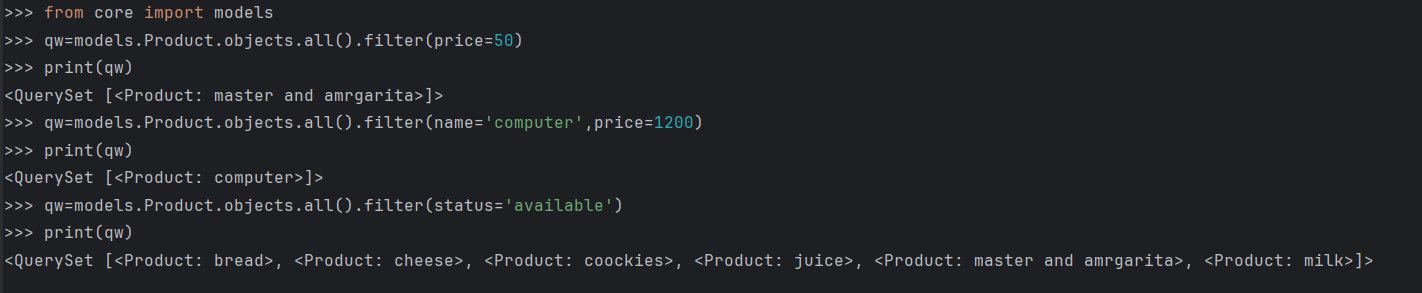 >>> from core import models
>>> qw=models.Product.objects.all().filter(price=50)
>>> print(qw)
<QuerySet [<Product: master and amrgarita>]>
>>> qw=models.Product.objects.all().filter(name='computer',price=1200)
>>> print(qw)
<QuerySet [<Product: computer>]>
>>> qw=models.Product.objects.all().filter(status='available')
>>> print(qw)
<QuerySet [<Product: bread>, <Product: cheese>, <Product: coockies>, <Product: juice>, <Product: master and amrgarita>, <Product: milk>]>